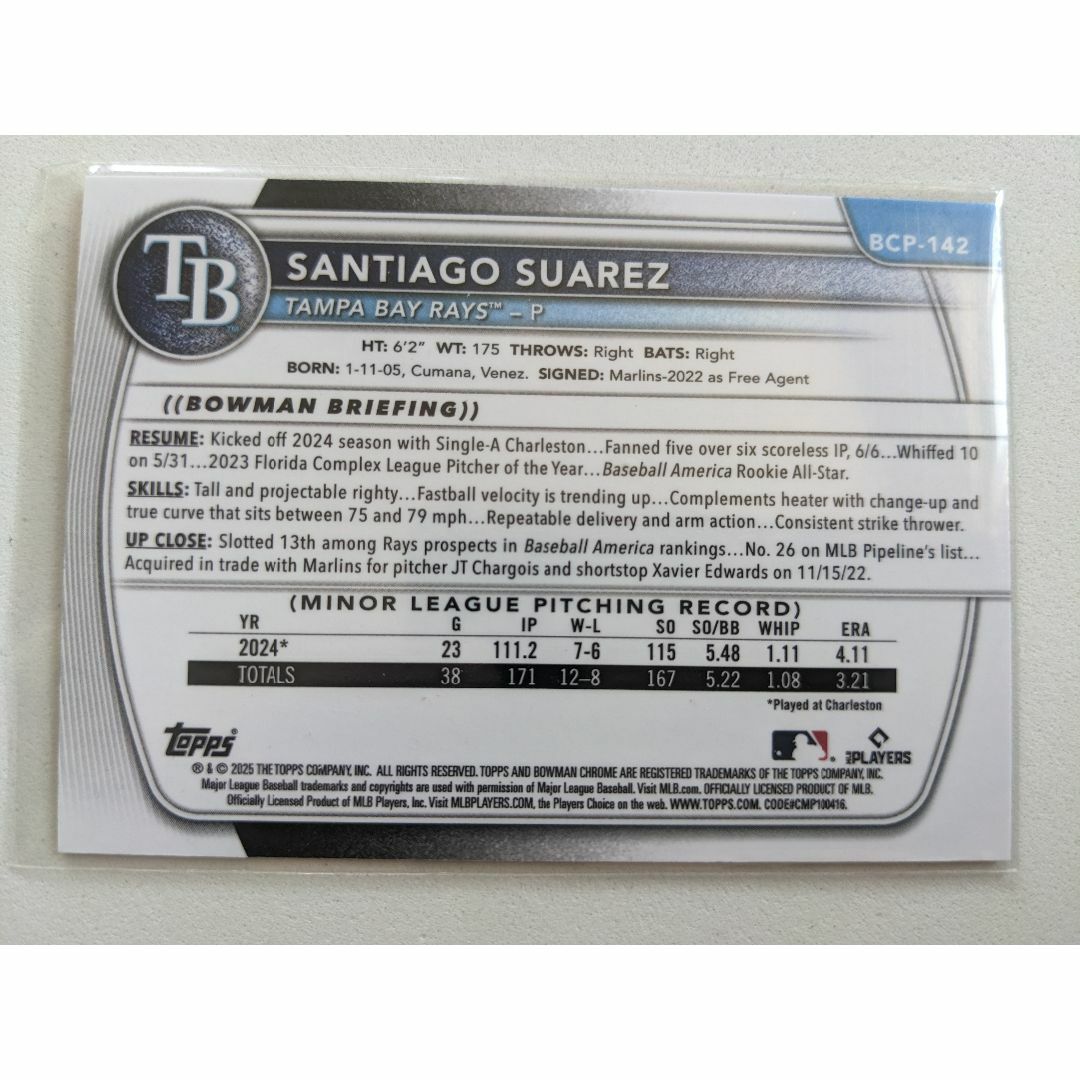 BCP-142
TB
SANTIAGO SUAREZ
TAMPA BAY RAYS™ – P
HT: 6'2" WT: 175 THROWS: Right BATS: Right
BORN: 1-11-05, Cumana, Venez. SIGNED: Marlins-2022 as Free Agent
((BOWMAN BRIEFING))
RESUME: Kicked off 2024 season with Single-A Charleston...Fanned five over six scoreless IP, 6/6...Whiffed 10
on 5/31...2023 Florida Complex League Pitcher of the Year...Baseball America Rookie All-Star.
SKILLS: Tall and projectable righty...Fastball velocity is trending up...Complements heater with change-up and
true curve that sits between 75 and 79 mph...Repeatable delivery and arm action...Consistent strike thrower.
UP CLOSE: Slotted 13th among Rays prospects in Baseball America rankings...No. 26 on MLB Pipeline's list...
Acquired in trade with Marlins for pitcher JT Chargois and shortstop Xavier Edwards on 11/15/22.
(MINOR LEAGUE PITCHING RECORD)
YR G IP W-L SO SO/BB WHIP ERA
2024* 23 111.2 7-6 115 5.48 1.11 4.11
TOTALS 38 171 12–8 167 5.22 1.08 3.21
*Played at Charleston
Topps®
MLB PLAYERS
® & © 2025 THE TOPPS COMPANY, INC. ALL RIGHTS RESERVED. TOPPS AND BOWMAN CHROME ARE REGISTERED TRADEMARKS OF THE TOPPS COMPANY, INC.
Major League Baseball trademarks and copyrights are used with permission of Major League Baseball. Visit MLB.com. OFFICIALLY LICENSED PRODUCT OF MLB.
Officially Licensed Product of MLB Players, Inc. Visit MLBPLAYERS.COM, the Players Choice on the web. WWW.TOPPS.COM. CODE#CMP100416.